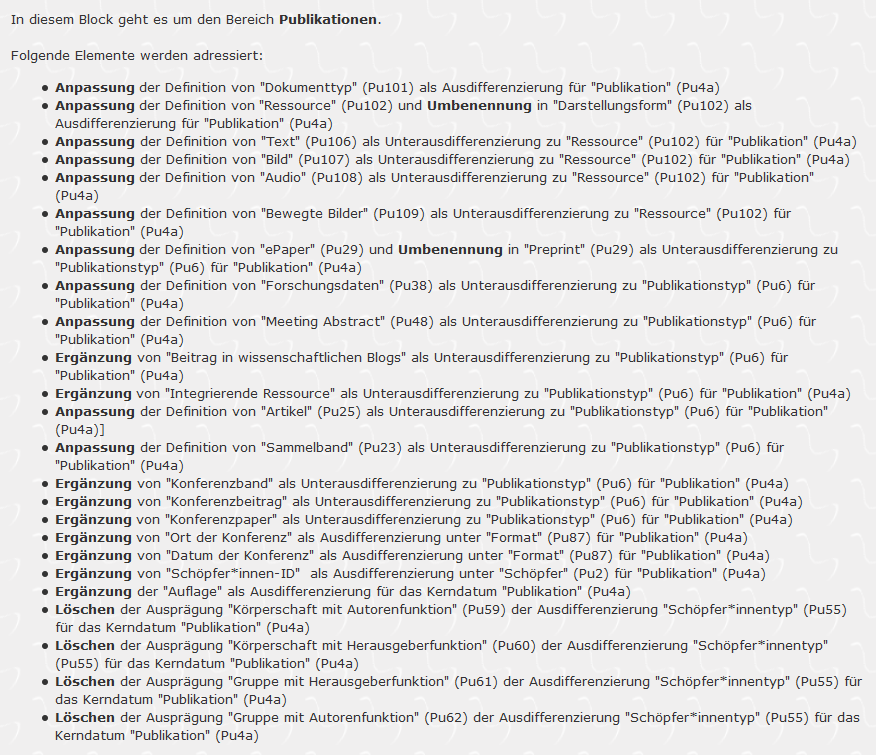 In diesem Block geht es um den Bereich Publikationen.
Folgende Elemente werden adressiert:
• Anpassung der Definition von "Dokumenttyp" (Pu101) als Ausdifferenzierung für "Publikation" (Pu4a)
• Anpassung der Definition von "Ressource" (Pu102) und Umbenennung in "Darstellungsform" (Pu102) als
Ausdifferenzierung für "Publikation" (Pu4a)
• Anpassung der Definition von "Text" (Pu106) als Unterausdifferenzierung zu "Ressource" (Pu102) für "Publikation" (Pu4a)
• Anpassung der Definition von "Bild" (Pu107) als Unterausdifferenzierung zu "Ressource" (Pu102) für "Publikation" (Pu4a)
• Anpassung der Definition von "Audio" (Pu108) als Unterausdifferenzierung zu "Ressource" (Pu102) für "Publikation"
(Pu4a)
• Anpassung der Definition von "Bewegte Bilder" (Pu109) als Unterausdifferenzierung zu "Ressource" (Pu102) für
"Publikation" (Pu4a)
• Anpassung der Definition von "ePaper" (Pu29) und Umbenennung in "Preprint" (Pu29) als Unterausdifferenzierung zu
"Publikationstyp" (Pu6) für "Publikation" (Pu4a)
• Anpassung der Definition von "Forschungsdaten" (Pu38) als Unterausdifferenzierung zu "Publikationstyp" (Pu6) für
"Publikation" (Pu4a)
• Anpassung der Definition von "Meeting Abstract" (Pu48) als Unterausdifferenzierung zu "Publikationstyp" (Pu6) für
"Publikation" (Pu4a)
• Ergänzung von "Beitrag in wissenschaftlichen Blogs" als Unterausdifferenzierung zu "Publikationstyp" (Pu6) für
"Publikation" (Pu4a)
• Ergänzung von "Integrierende Ressource" als Unterausdifferenzierung zu "Publikationstyp" (Pu6) für "Publikation" (Pu4a)
• Anpassung der Definition von "Artikel" (Pu25) als Unterausdifferenzierung zu "Publikationstyp" (Pu6) für "Publikation"
(Pu4a)]
• Anpassung der Definition von "Sammelband" (Pu23) als Unterausdifferenzierung zu "Publikationstyp" (Pu6) für
"Publikation" (Pu4a)
• Ergänzung von "Konferenzband" als Unterausdifferenzierung zu "Publikationstyp" (Pu6) für "Publikation" (Pu4a)
• Ergänzung von "Konferenzbeitrag" als Unterausdifferenzierung zu "Publikationstyp" (Pu6) für "Publikation" (Pu4a)
• Ergänzung von "Konferenzpaper" als Unterausdifferenzierung zu "Publikationstyp" (Pu6) für "Publikation" (Pu4a)
• Ergänzung von "Ort der Konferenz" als Ausdifferenzierung unter "Format" (Pu87) für "Publikation" (Pu4a)
• Ergänzung von "Datum der Konferenz" als Ausdifferenzierung unter "Format" (Pu87) für "Publikation" (Pu4a)
• Ergänzung von "Schöpfer*innen-ID"  als Ausdifferenzierung unter "Schöpfer" (Pu2) für "Publikation" (Pu4a)
• Ergänzung der "Auflage" als Ausdifferenzierung für das Kerndatum "Publikation" (Pu4a)
• Löschen der Ausprägung "Körperschaft mit Autorenfunktion" (Pu59) der Ausdifferenzierung "Schöpfer*innentyp" (Pu55)
für das Kerndatum "Publikation" (Pu4a)
• Löschen der Ausprägung "Körperschaft mit Herausgeberfunktion" (Pu60) der Ausdifferenzierung "Schöpfer*innentyp"
(Pu55) für das Kerndatum "Publikation" (Pu4a)
• Löschen der Ausprägung "Gruppe mit Herausgeberfunktion" (Pu61) der Ausdifferenzierung "Schöpfer*innentyp" (Pu55) für
das Kerndatum "Publikation" (Pu4a)
• Löschen der Ausprägung "Gruppe mit Autorenfunktion" (Pu62) der Ausdifferenzierung "Schöpfer*innentyp" (Pu55) für das
Kerndatum "Publikation" (Pu4a)